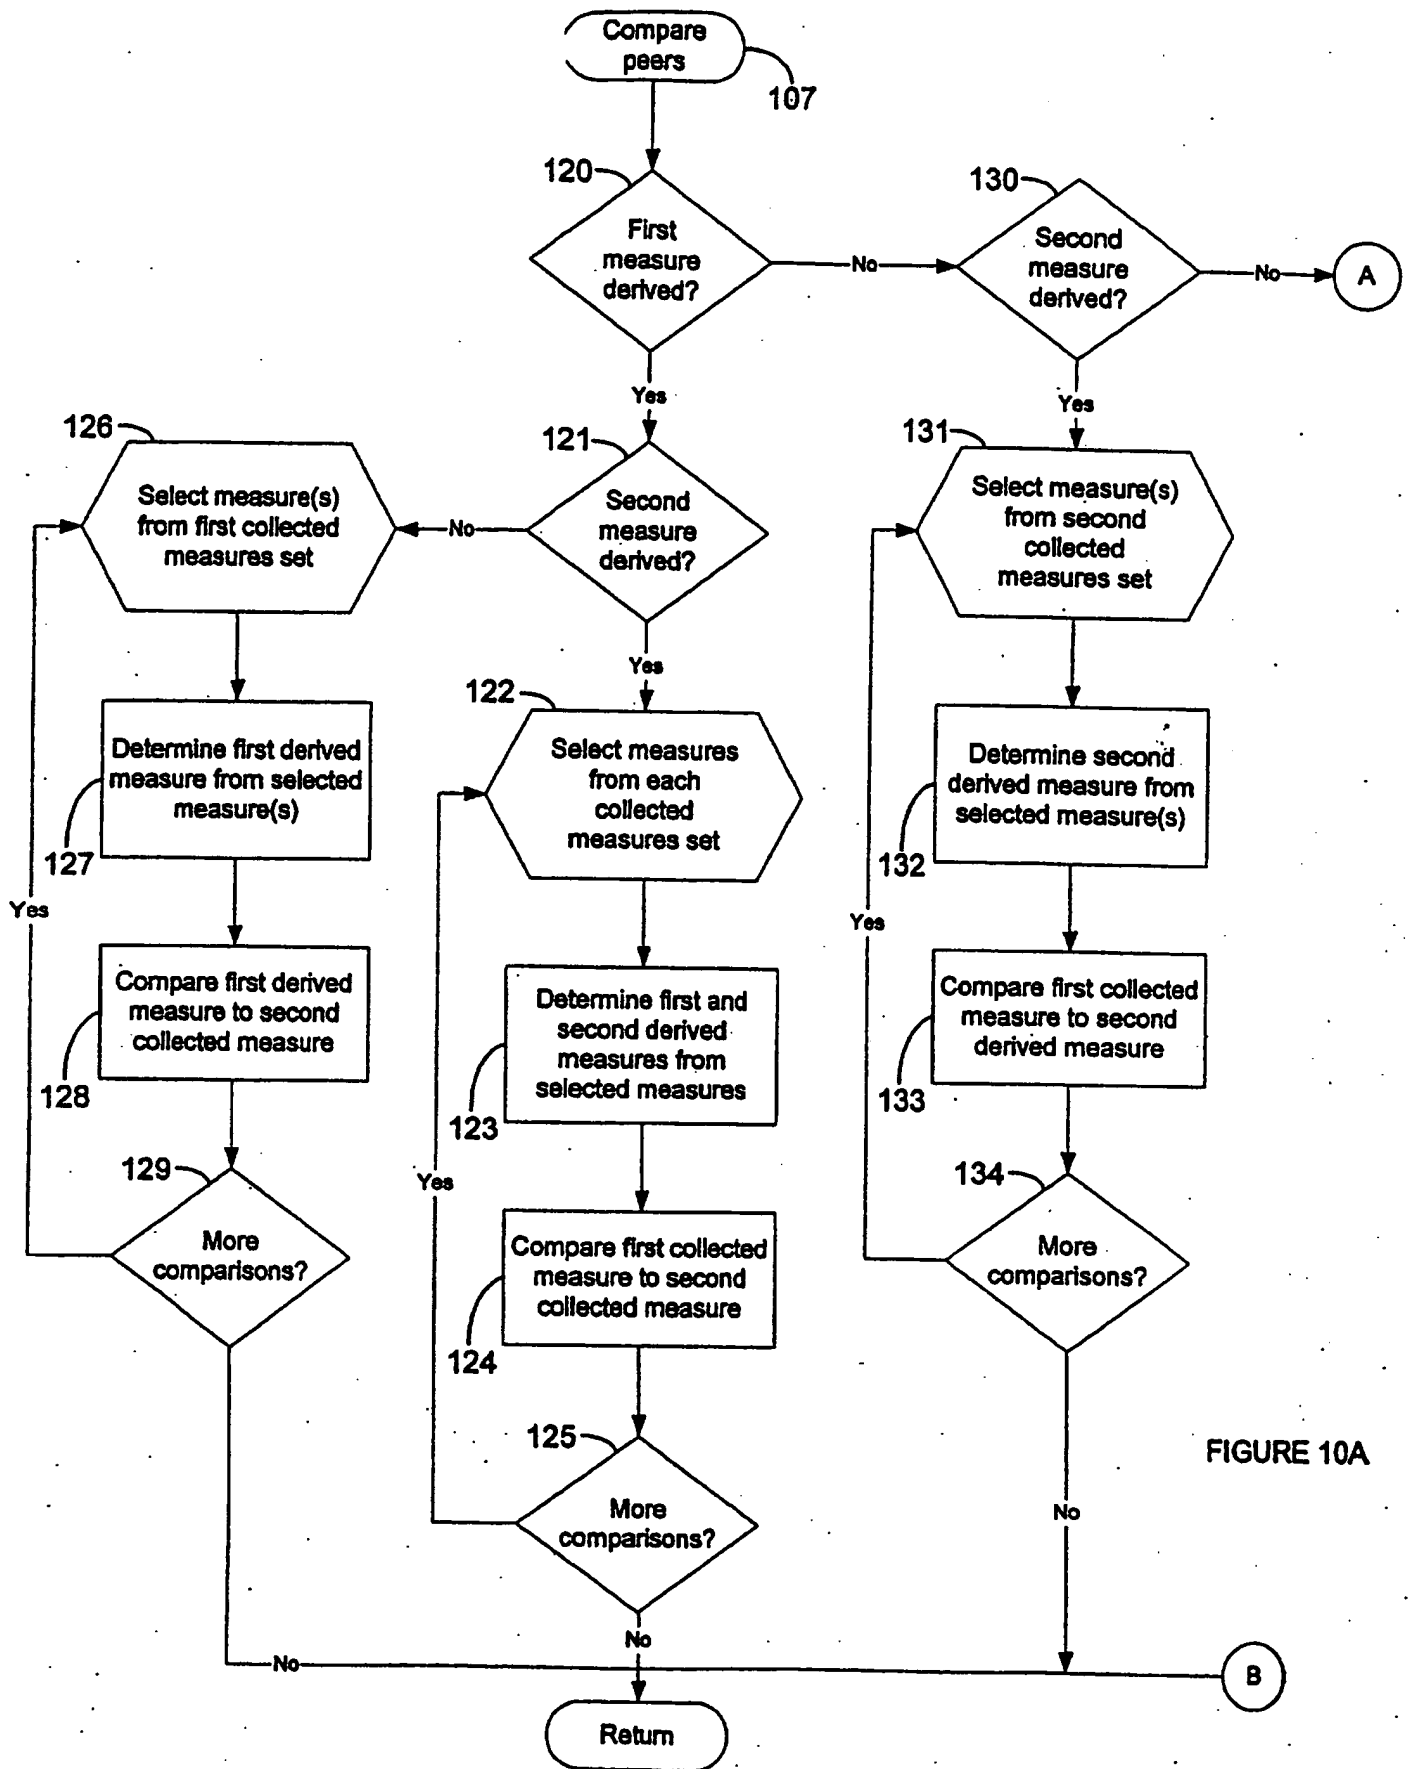 Compare
peers
107
120
First
measure
derived?
No
130
Second
measure
derived?
No
A
Yes
Yes
126
Select measure(s)
from first collected
measures set
No
121
Second
measure
derived?
131
Select measure(s)
from second
collected
measures set
Yes
122
Select measures
from each
collected
measures set
Determine first derived
measure from selected
measure(s)
127
Determine second
derived measure from
selected measure(s)
132
Yes
Yes
Compare first derived
measure to second
collected measure
128
Determine first and
second derived
measures from
selected measures
123
Compare first collected
measure to second
derived measure
133
129
More
comparisons?
Yes
Compare first collected
measure to second
collected measure
124
134
More
comparisons?
125
More
comparisons?
FIGURE 10A
No
No
No
B
Return